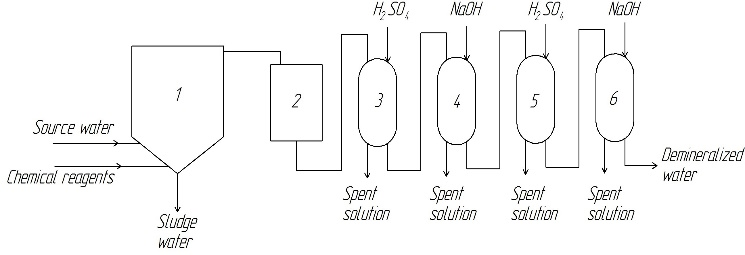 H₂SO₄
NaOH
H₂SO₄
NaOH
1
2
3
4
5
6
Source water
Chemical reagents
Sludge
water
Spent
solution
Spent
solution
Spent
solution
Spent
solution
Demineralized
water